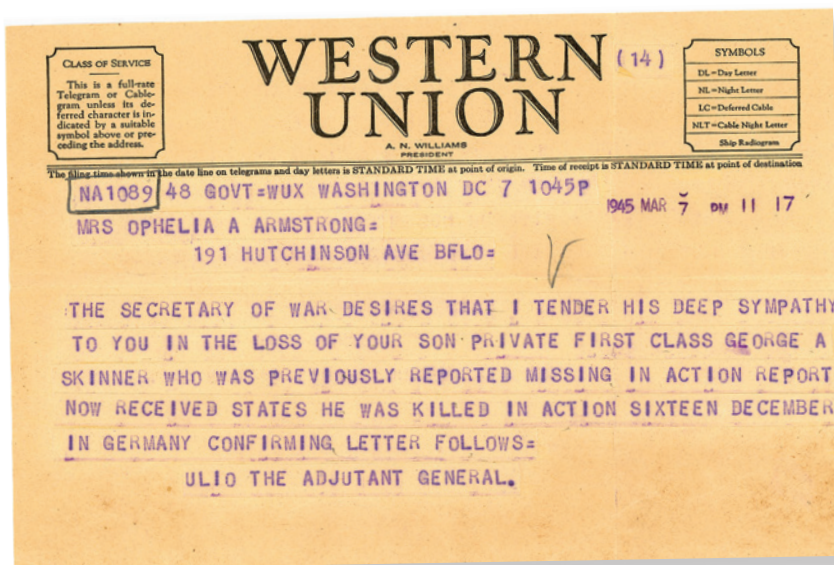 CLASS OF SERVICE
This is a full-rate
Telegram or Cable-
gram unless its de-
ferred character is in-
dicated by a suitable
symbol above or pre-
ceding the address.
WESTERN
UNION
(14)
A. N. WILLIAMS
PRESIDENT
SYMBOLS
DL=Day Letter
NL=Night Letter
LC=Deferred Cable
NLT=Cable Night Letter
Ship Radiogram
The filing time shown in the date line on telegrams and day letters is STANDARD TIME at point of origin. Time of receipt is STANDARD TIME at point of destination
NA1089 48 GOVT=WUX WASHINGTON DC 7 1045P
1945 MAR 7 PM 11 17
MRS OPHELIA A ARMSTRONG=
191 HUTCHINSON AVE BFLO=
THE SECRETARY OF WAR DESIRES THAT I TENDER HIS DEEP SYMPATHY
TO YOU IN THE LOSS OF YOUR SON PRIVATE FIRST CLASS GEORGE A
SKINNER WHO WAS PREVIOUSLY REPORTED MISSING IN ACTION REPORT
NOW RECEIVED STATES HE WAS KILLED IN ACTION SIXTEEN DECEMBER
IN GERMANY CONFIRMING LETTER FOLLOWS=
ULIO THE ADJUTANT GENERAL.